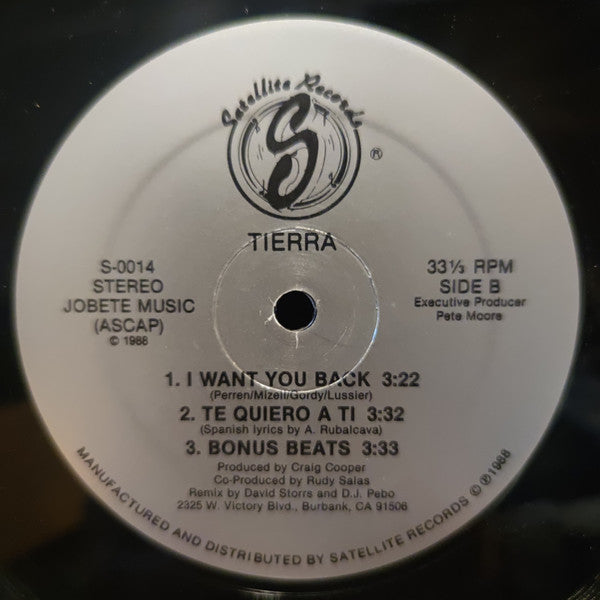 Satellite Records
S
®
TIERRA
S-0014
STEREO
JOBETE MUSIC
(ASCAP)
© 1988
33⅓ RPM
SIDE B
Executive Producer
Pete Moore
1. I WANT YOU BACK 3:22
(Perren/Mizell/Gordy/Lussier)
2. TE QUIERO A TI 3:32
(Spanish lyrics by A. Rubalcava)
3. BONUS BEATS 3:33
Produced by Craig Cooper
Co-Produced by Rudy Salas
Remix by David Storrs and D.J. Pebo
2325 W. Victory Blvd., Burbank, CA 91506
MANUFACTURED AND DISTRIBUTED BY SATELLITE RECORDS © ℗ 1988